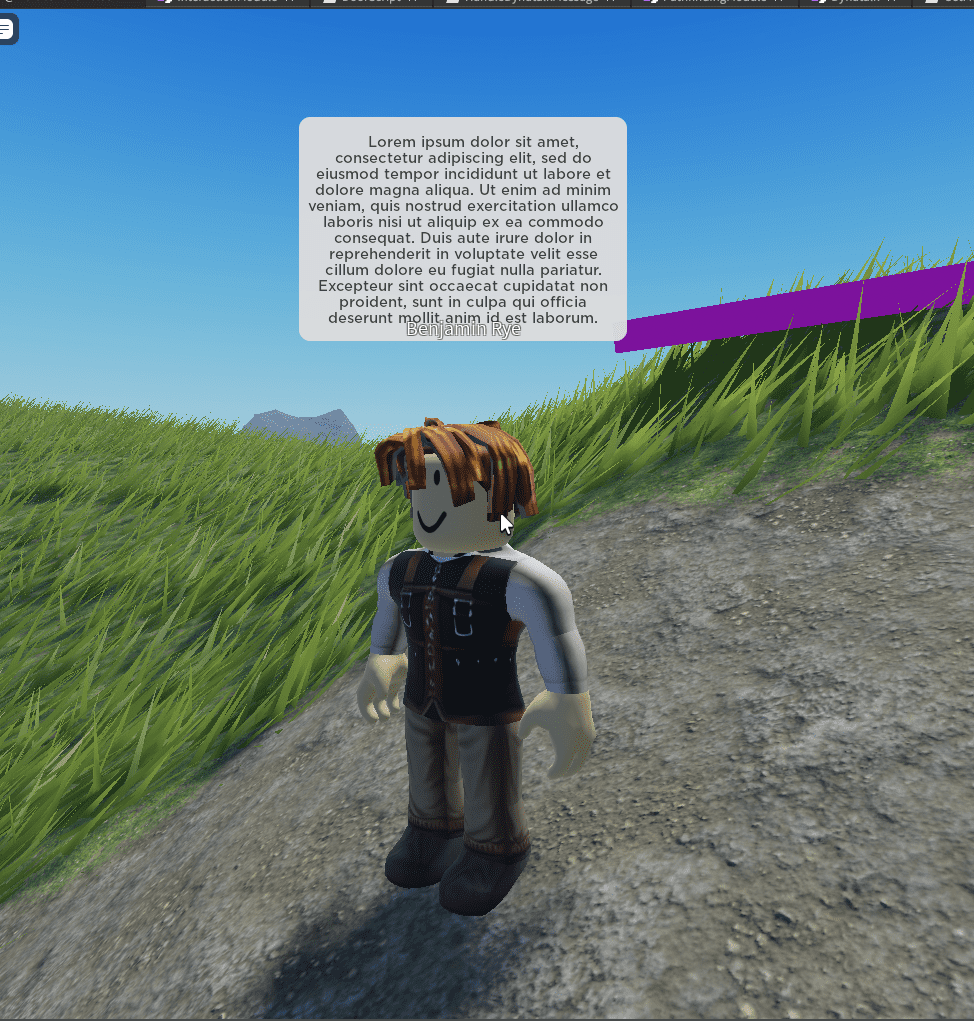 Lorem ipsum dolor sit amet,
consectetur adipiscing elit, sed do
eiusmod tempor incididunt ut labore et
dolore magna aliqua. Ut enim ad minim
veniam, quis nostrud exercitation ullamco
laboris nisi ut aliquip ex ea commodo
consequat. Duis aute irure dolor in
reprehenderit in voluptate velit esse
cillum dolore eu fugiat nulla pariatur.
Excepteur sint occaecat cupidatat non
proident, sunt in culpa qui officia
deserunt mollit anim id est laborum.
Benjamin Rye